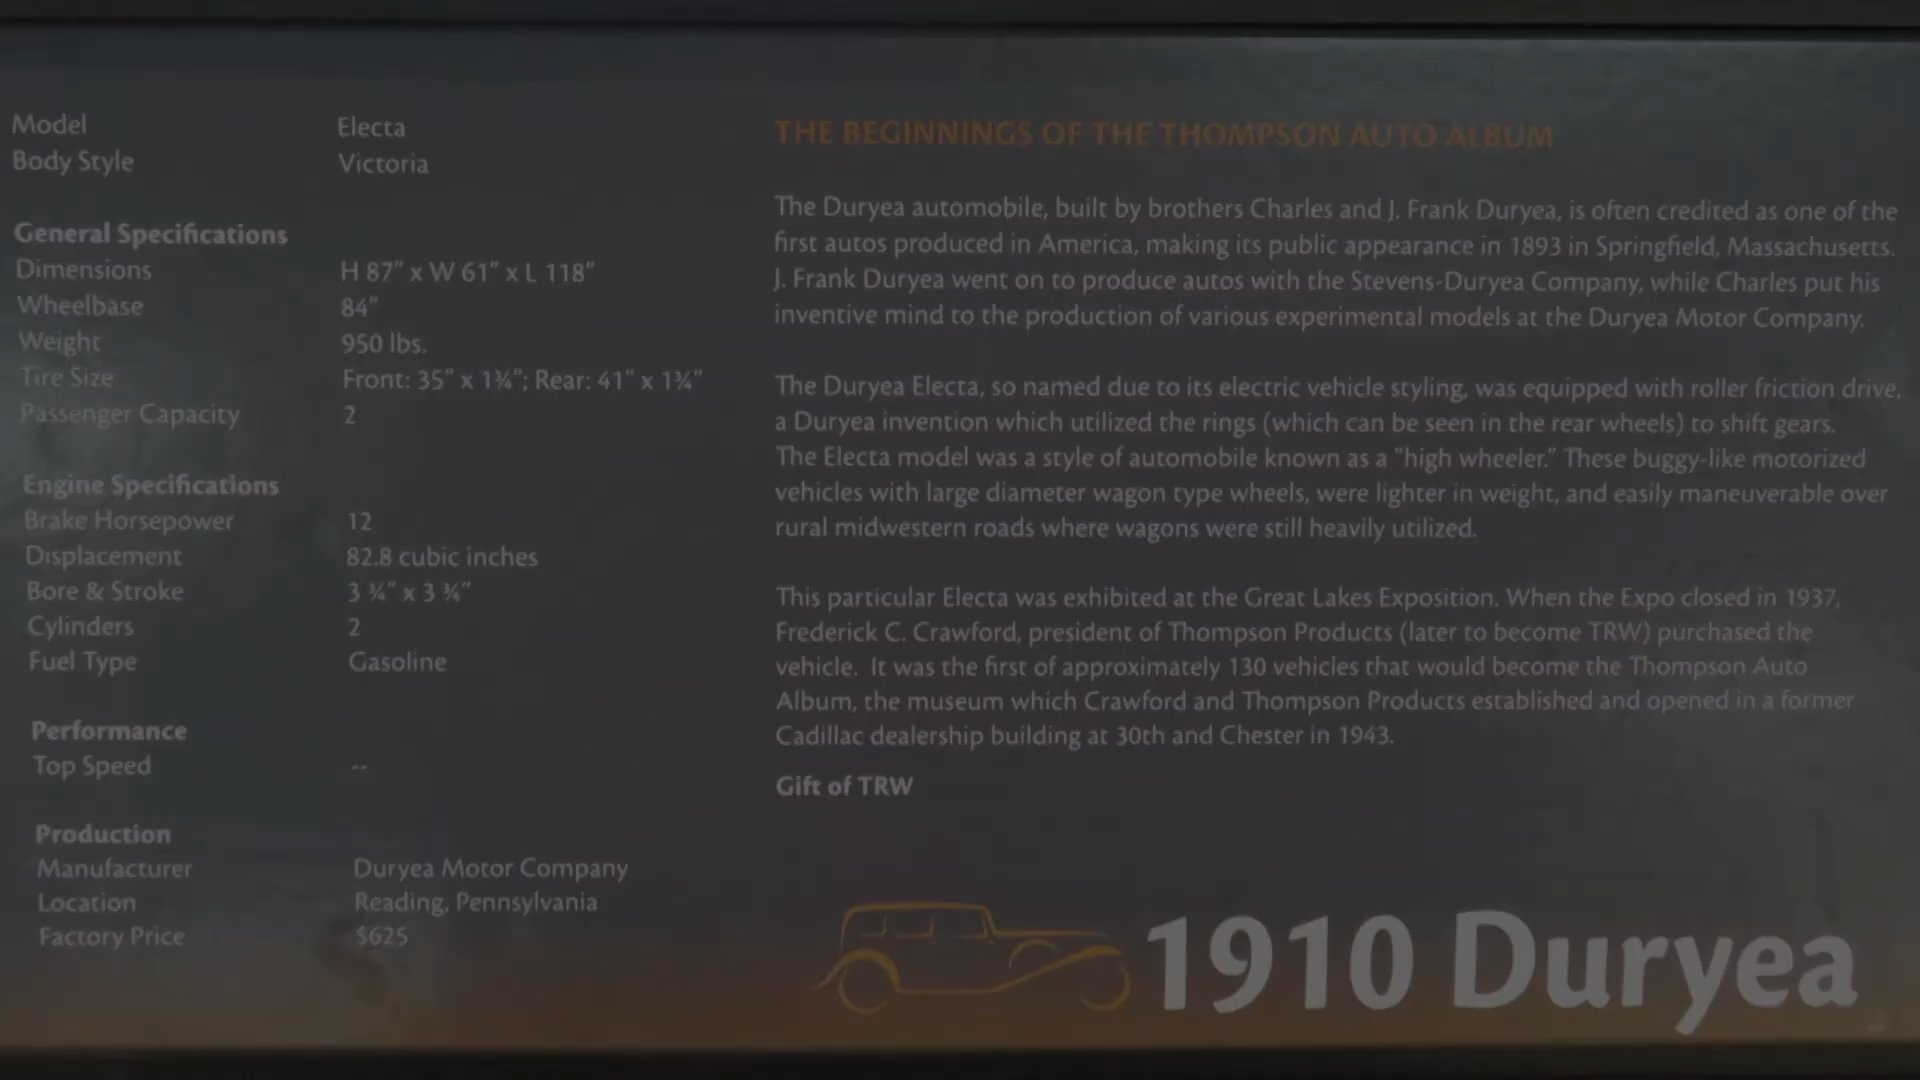 Model Electa
Body Style Victoria
General Specifications
Dimensions H 87" x W 61" x L 118"
Wheelbase 84"
Weight 950 lbs.
Tire Size Front: 35" x 1¾"; Rear: 41" x 1¾"
Passenger Capacity 2
Engine Specifications
Brake Horsepower 12
Displacement 82.8 cubic inches
Bore & Stroke 3 ¾" x 3 ¾"
Cylinders 2
Fuel Type Gasoline
Performance
Top Speed --
Production
Manufacturer Duryea Motor Company
Location Reading, Pennsylvania
Factory Price $625
THE BEGINNINGS OF THE THOMPSON AUTO ALBUM
The Duryea automobile, built by brothers Charles and J. Frank Duryea, is often credited as one of the
first autos produced in America, making its public appearance in 1893 in Springfield, Massachusetts.
J. Frank Duryea went on to produce autos with the Stevens-Duryea Company, while Charles put his
inventive mind to the production of various experimental models at the Duryea Motor Company.
The Duryea Electa, so named due to its electric vehicle styling, was equipped with roller friction drive,
a Duryea invention which utilized the rings (which can be seen in the rear wheels) to shift gears.
The Electa model was a style of automobile known as a "high wheeler." These buggy-like motorized
vehicles with large diameter wagon type wheels, were lighter in weight, and easily maneuverable over
rural midwestern roads where wagons were still heavily utilized.
This particular Electa was exhibited at the Great Lakes Exposition. When the Expo closed in 1937,
Frederick C. Crawford, president of Thompson Products (later to become TRW) purchased the
vehicle. It was the first of approximately 130 vehicles that would become the Thompson Auto
Album, the museum which Crawford and Thompson Products established and opened in a former
Cadillac dealership building at 30th and Chester in 1943.
Gift of TRW
1910 Duryea